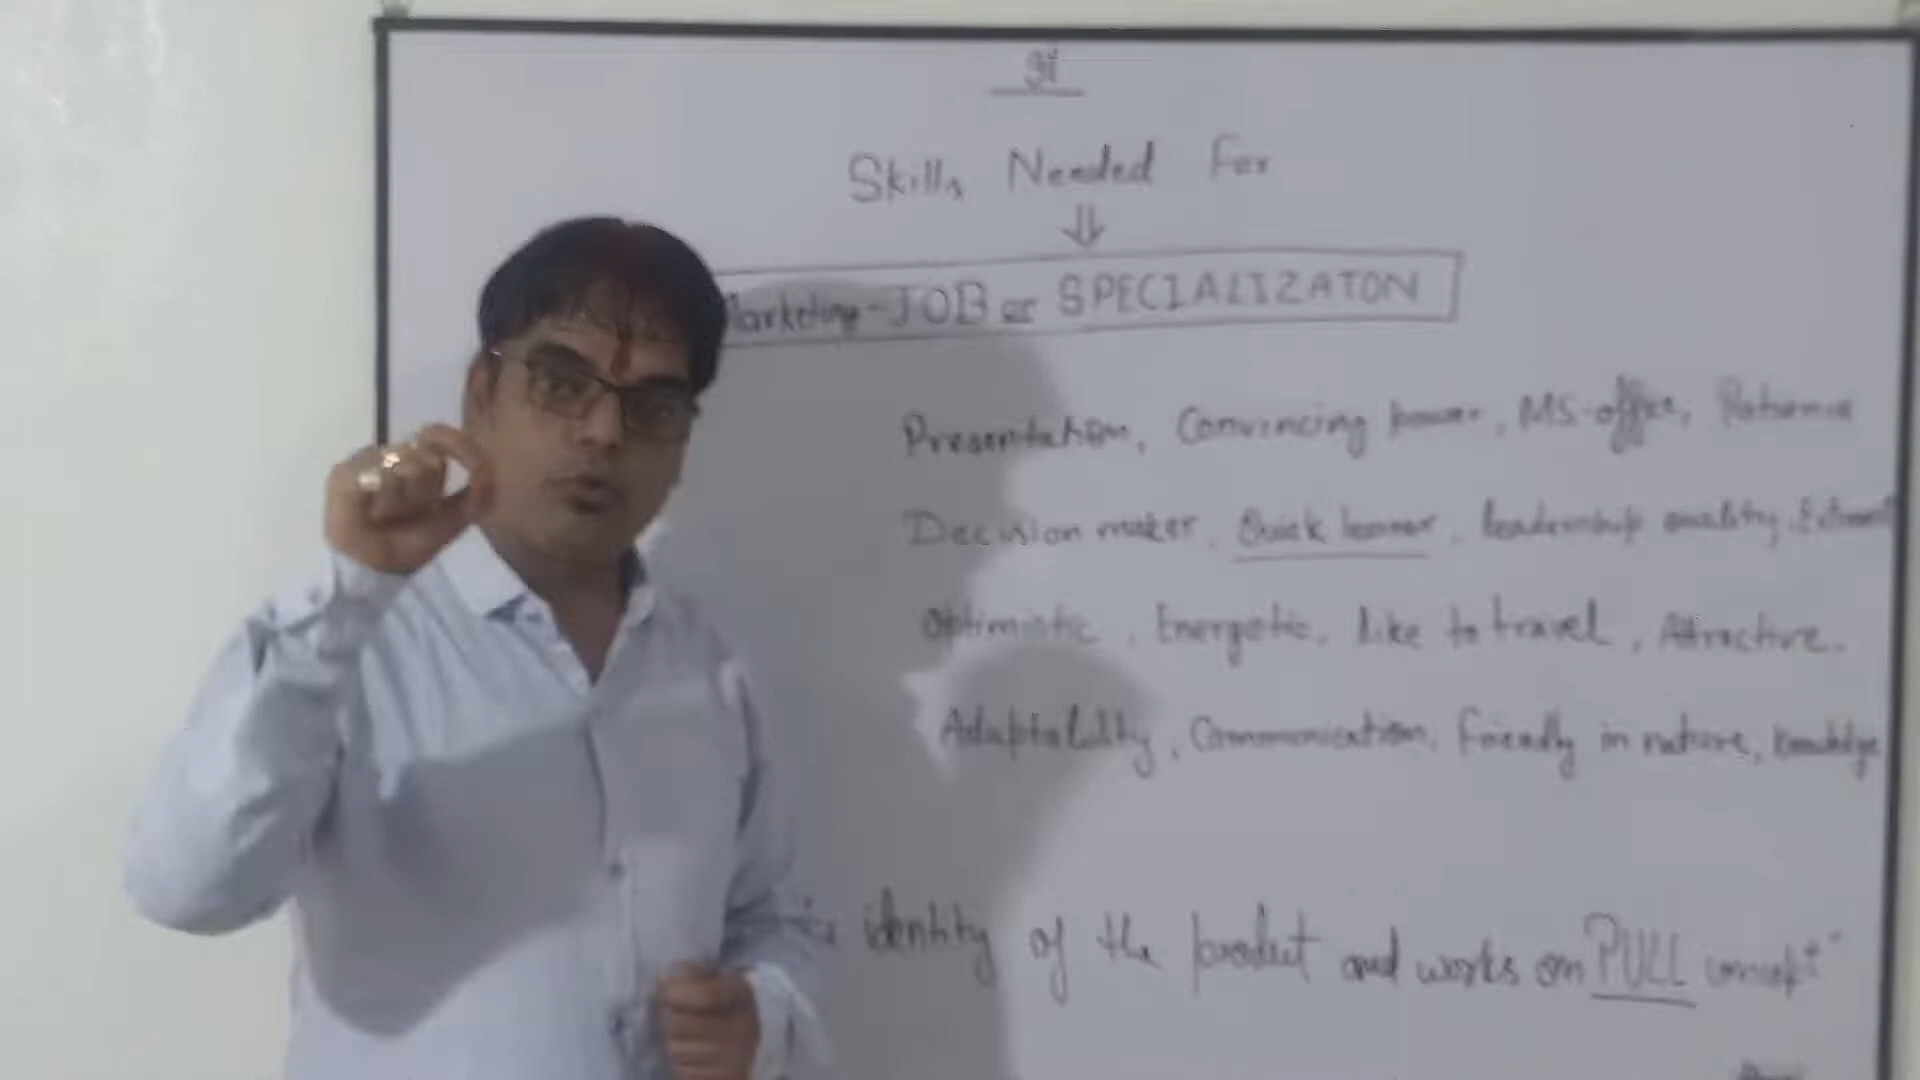 श्री
Skills Needed For
Marketing-JOB or SPECIALIZATON
Presentation, Convincing power, MS-office, Patience
Decision maker, Quick learner, leadership quality, Extrovert
Optimistic, Energetic, like to travel, Attractive.
Adaptability, Communication, Friendly in nature, Knowledge
identity of the product and works on PULL concept"